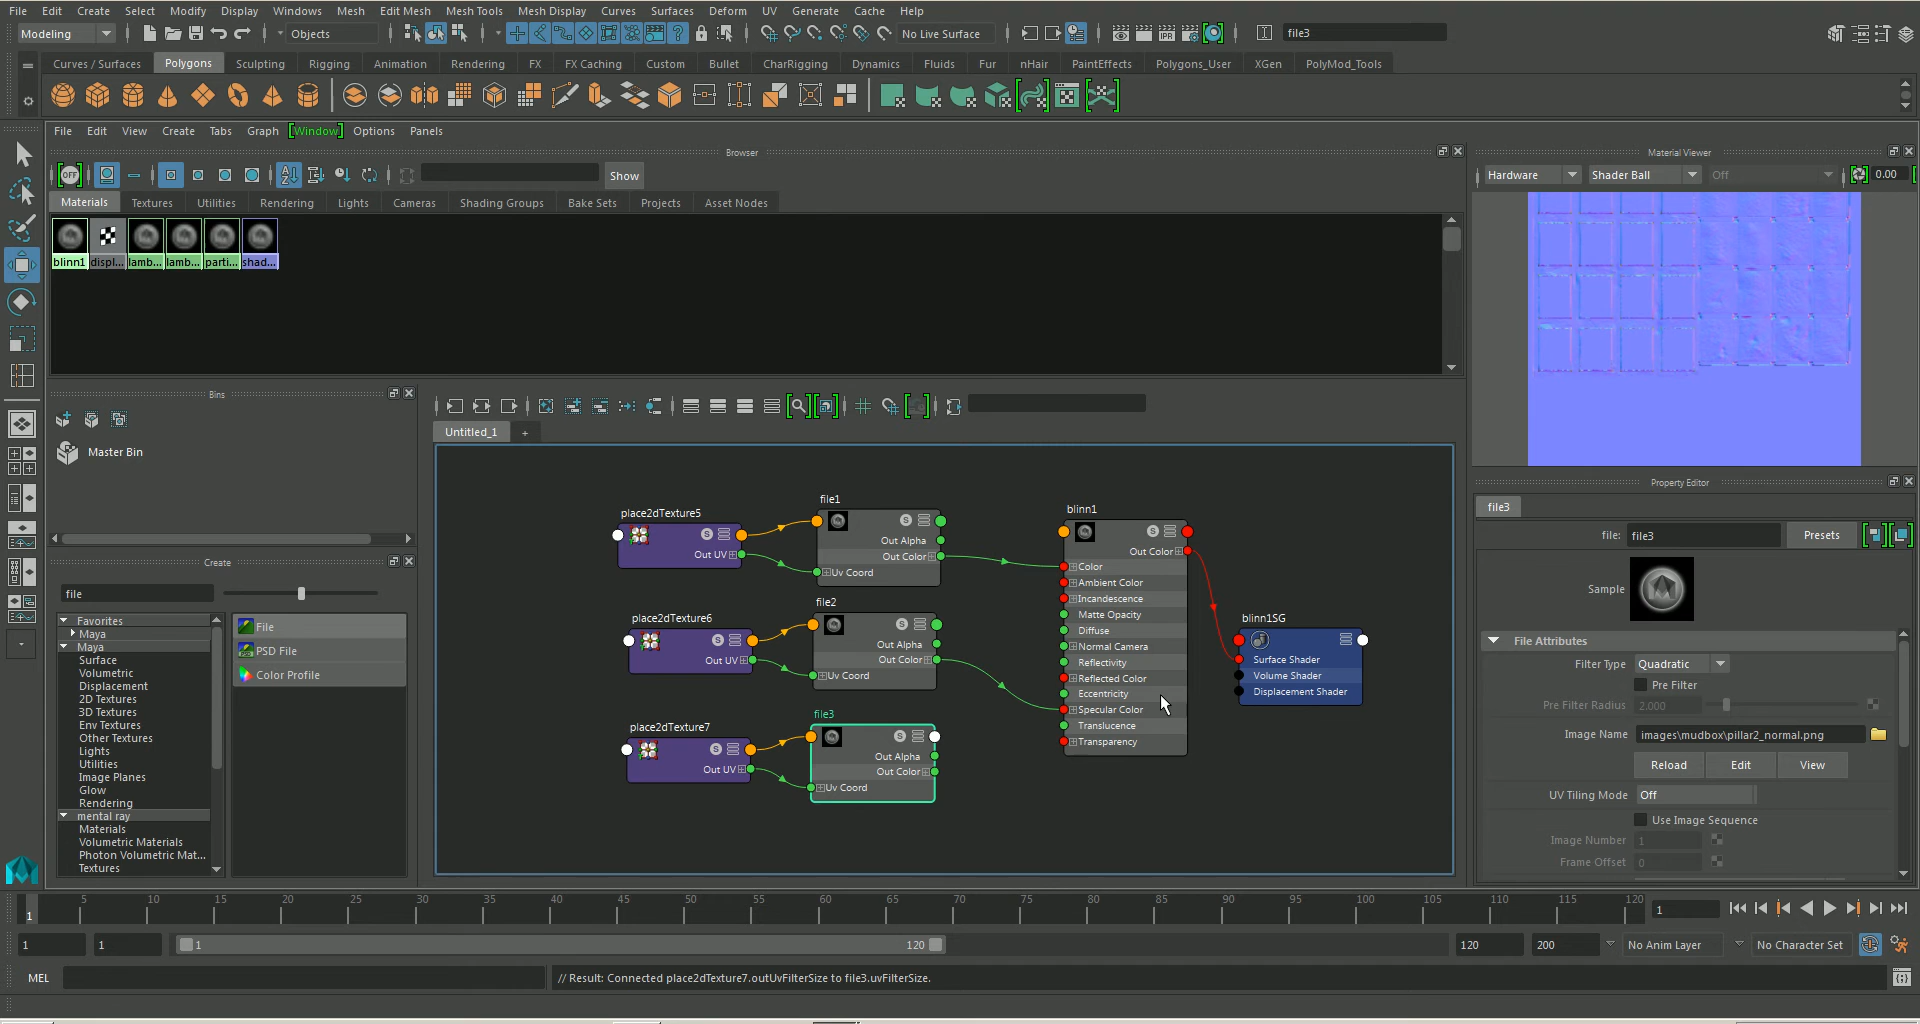 File Edit Create Select Modify Display Windows Mesh Edit Mesh Mesh Tools Mesh Display Curves Surfaces Deform UV Generate Cache Help
Modeling Objects No Live Surface file3
Curves / Surfaces Polygons Sculpting Rigging Animation Rendering FX FX Caching Custom Bullet CharRigging Dynamics Fluids Fur nHair PaintEffects Polygons_User XGen PolyMod_Tools
File Edit View Create Tabs Graph [Window] Options Panels
Browser
OFF Show
Materials Textures Utilities Rendering Lights Cameras Shading Groups Bake Sets Projects Asset Nodes
blinn1 displ... lamb... lamb... parti... shad...
Material Viewer
Hardware Shader Ball Off 0.00
Bins
Master Bin
Create
file
Favorites
Maya
Maya
Surface
Volumetric
Displacement
2D Textures
3D Textures
Env Textures
Other Textures
Lights
Utilities
Image Planes
Glow
Rendering
mental ray
Materials
Volumetric Materials
Photon Volumetric Mat...
Textures
File
PSD File
Color Profile
Untitled_1 +
place2dTexture5
Out UV
file1
Out Alpha
Out Color
Uv Coord
place2dTexture6
Out UV
file2
Out Alpha
Out Color
Uv Coord
place2dTexture7
Out UV
file3
Out Alpha
Out Color
Uv Coord
blinn1
Out Color
Color
Ambient Color
Incandescence
Matte Opacity
Diffuse
Normal Camera
Reflectivity
Reflected Color
Eccentricity
Specular Color
Translucence
Transparency
blinn1SG
Surface Shader
Volume Shader
Displacement Shader
Property Editor
file3
file: file3 Presets
Sample
File Attributes
Filter Type Quadratic
Pre Filter
Pre Filter Radius 2.000
Image Name images\mudbox\pillar2_normal.png
Reload Edit View
UV Tiling Mode Off
Use Image Sequence
Image Number 1
Frame Offset 0
1 5 10 15 20 25 30 35 40 45 50 55 60 65 70 75 80 85 90 95 100 105 110 115 120 1
1 1 1 120 120 200 No Anim Layer No Character Set
MEL // Result: Connected place2dTexture7.outUvFilterSize to file3.uvFilterSize.